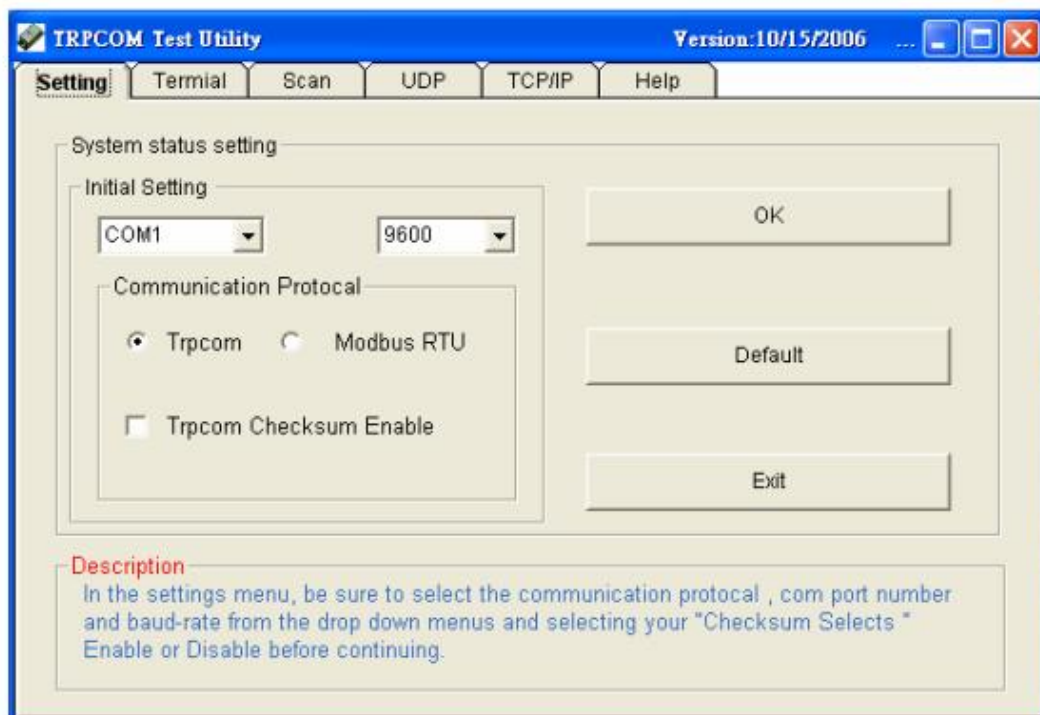 TRPCOM Test Utility Version:10/15/2006 ...
Setting Termial Scan UDP TCP/IP Help
System status setting
Initial Setting
COM1 9600
OK
Communication Protocal
Trpcom Modbus RTU
Default
Trpcom Checksum Enable
Exit
Description
In the settings menu, be sure to select the communication protocal , com port number
and baud-rate from the drop down menus and selecting your "Checksum Selects "
Enable or Disable before continuing.